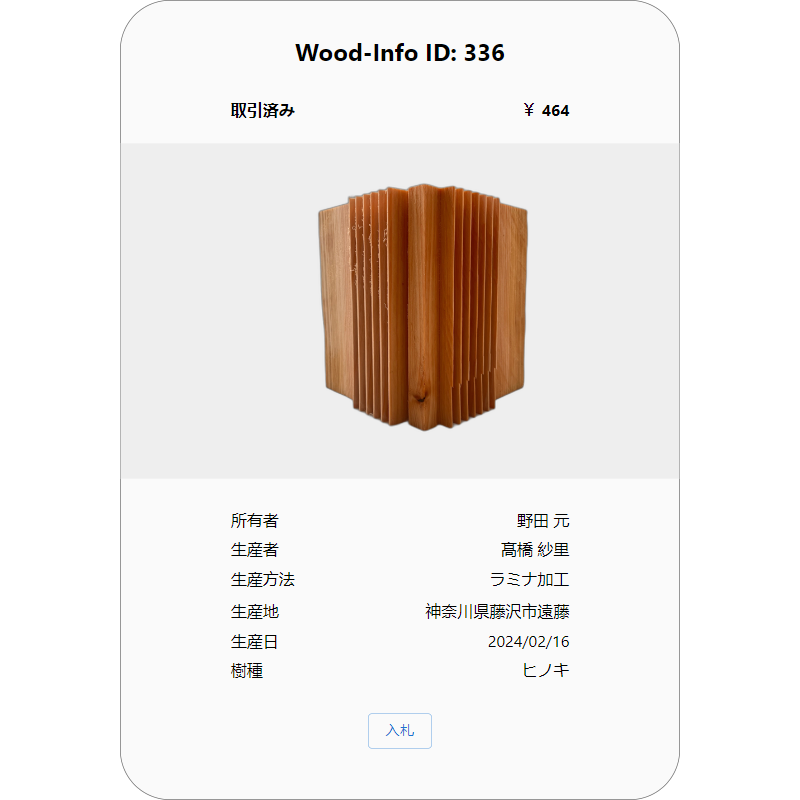 Wood-Info ID: 336
取引済み ￥ 464
所有者 野田 元
生産者 髙橋 紗里
生産方法 ラミナ加工
生産地 神奈川県藤沢市遠藤
生産日 2024/02/16
樹種 ヒノキ
入札